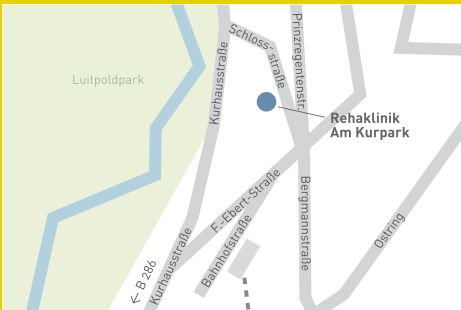 Schloss- straße
Prinzregentenstr.
Kurhausstraße
Luitpoldpark
Rehaklinik
Am Kurpark
F.-Ebert-Straße
Bergmannstraße
Bahnhofstraße
Ostring
Kurhausstraße
← B 286